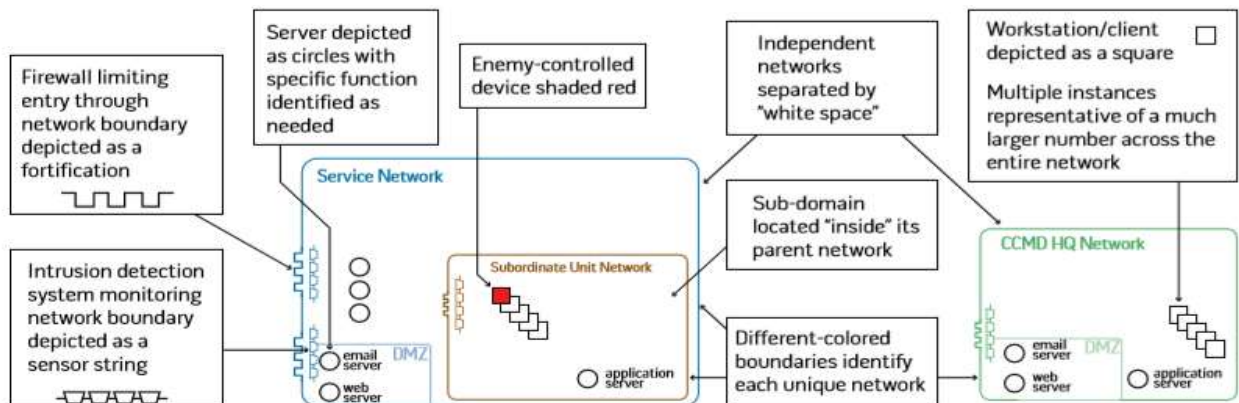 Firewall limiting
entry through
network boundary
depicted as a
fortification
Intrusion detection
system monitoring
network boundary
depicted as a
sensor string
Server depicted
as circles with
specific function
identified as
needed
Enemy-controlled
device shaded red
Independent
networks
separated by
"white space"
Workstation/client
depicted as a square
Multiple instances
representative of a much
larger number across the
entire network
Sub-domain
located "inside" its
parent network
Different-colored
boundaries identify
each unique network
Service Network
email
server
DMZ
web
server
Subordinate Unit Network
application
server
CCMD HQ Network
email
server
DMZ
web
server
application
server